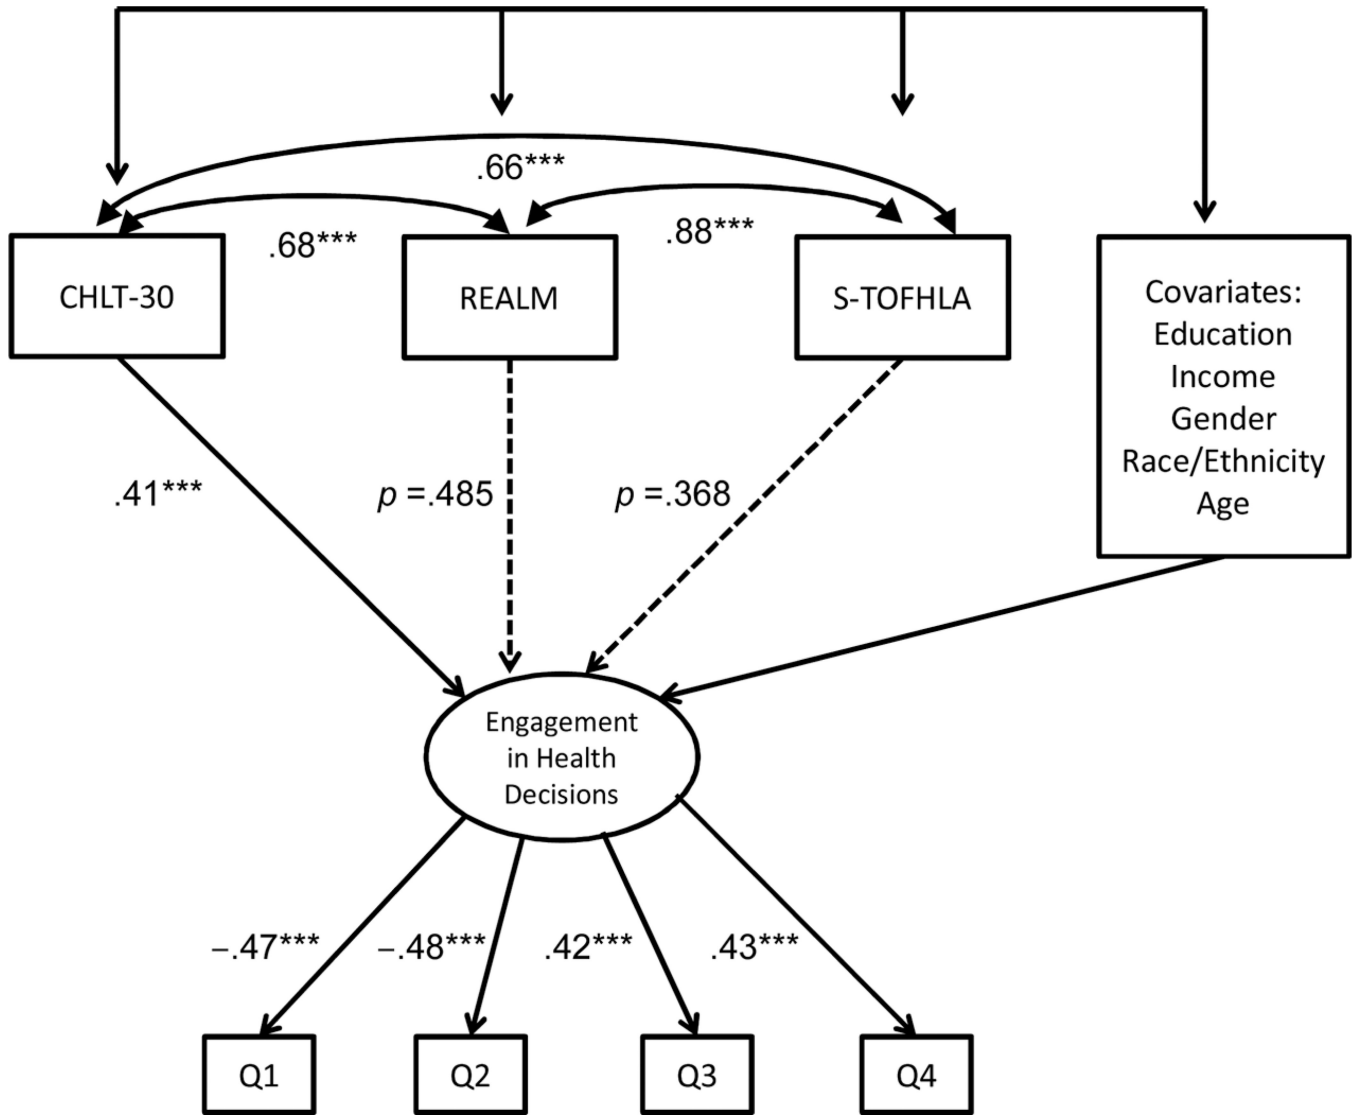 .66***
.68***
.88***
CHLT-30
REALM
S-TOFHLA
Covariates:
Education
Income
Gender
Race/Ethnicity
Age
.41***
p =.485
p =.368
Engagement
in Health
Decisions
–.47***
–.48***
.42***
.43***
Q1
Q2
Q3
Q4